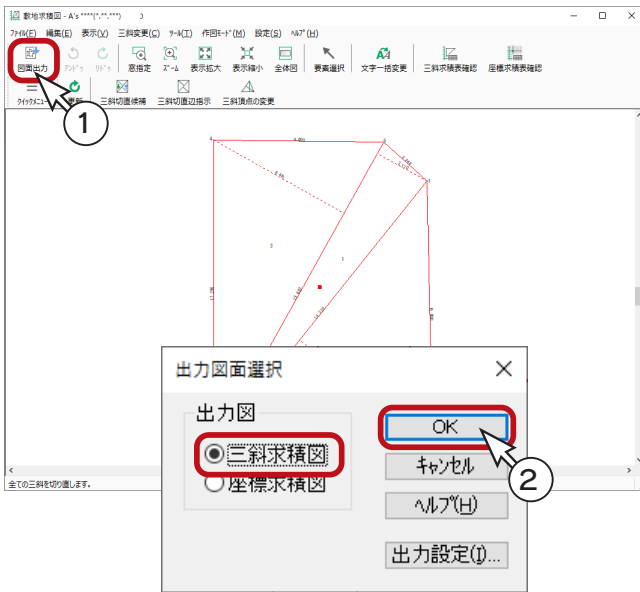 敷地求積図 - A's ****(*.**.***)
ﾌｧｲﾙ(F) 編集(E) 表示(V) 三斜変更(C) ﾂｰﾙ(T) 作図ﾓｰﾄﾞ(M) 設定(S) ﾍﾙﾌﾟ(H)
図面出力 ｱﾝﾄﾞｩ ﾘﾄﾞｩ 窓指定 ｽﾞｰﾑ 表示拡大 表示縮小 全体図 要素選択 文字一括変更 三斜求積表確認 座標求積表確認
ｸｲｯｸﾒﾆｭｰ 更新 三斜切直候補 三斜切直辺指示 三斜頂点の変更
1
出力図面選択
出力図
三斜求積図
座標求積図
OK
キャンセル
ﾍﾙﾌﾟ(H)
出力設定(I)...
2
全ての三斜を切り直します。